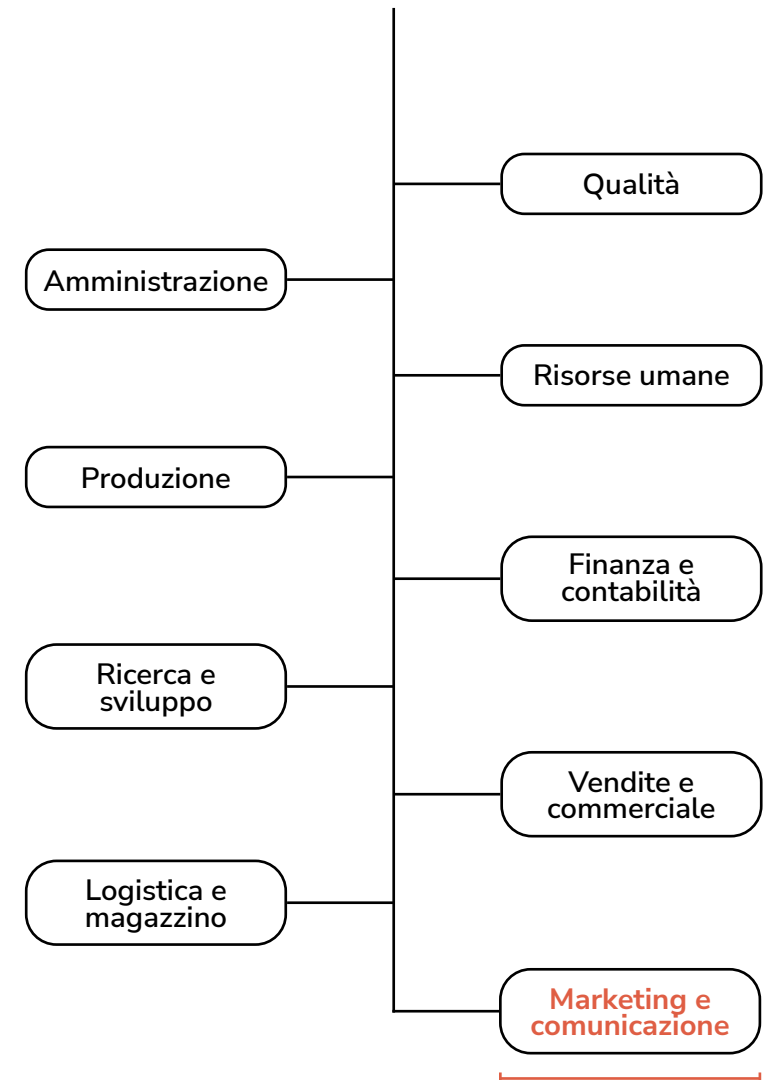 Qualità
Amministrazione
Risorse umane
Produzione
Finanza e
contabilità
Ricerca e
sviluppo
Vendite e
commerciale
Logistica e
magazzino
Marketing e
comunicazione